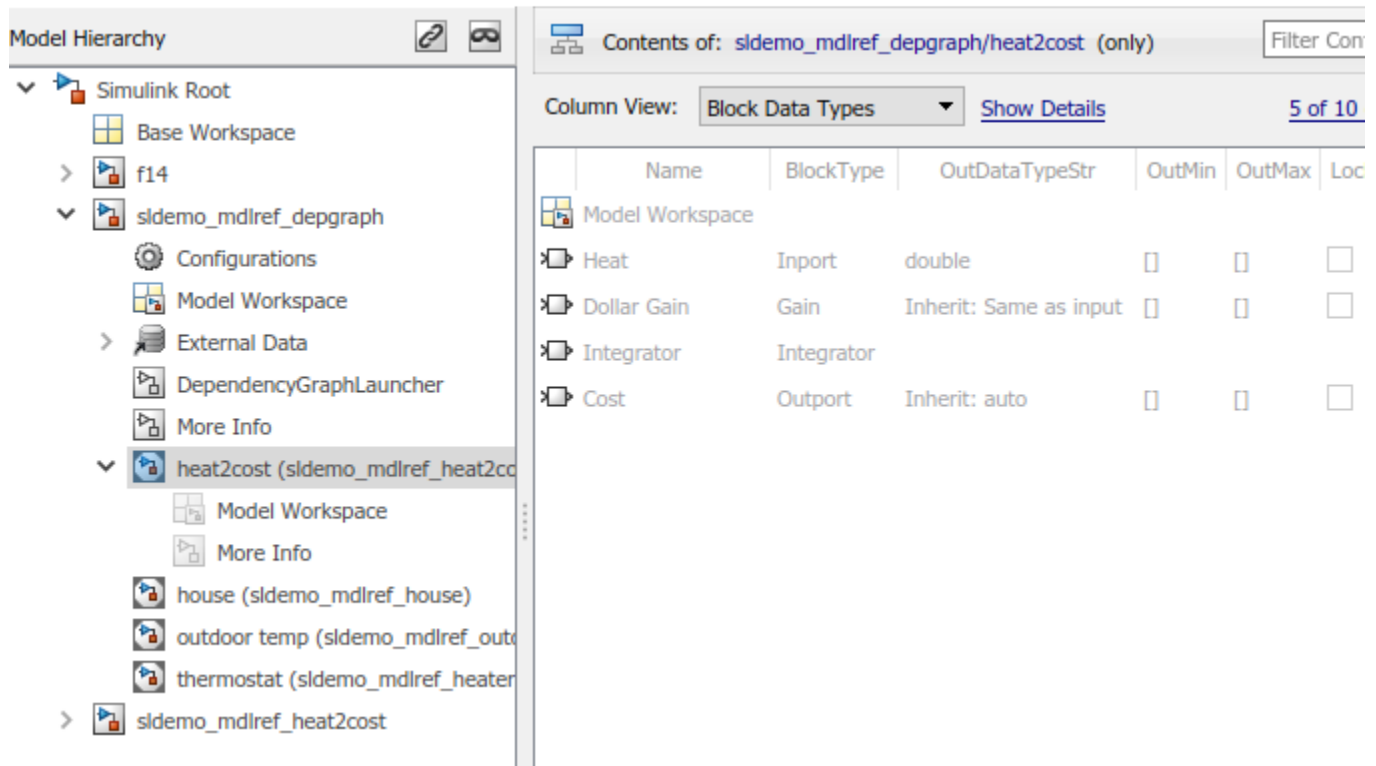 Model Hierarchy
Simulink Root
Base Workspace
f14
sldemo_mdlref_depgraph
Configurations
Model Workspace
External Data
DependencyGraphLauncher
More Info
heat2cost (sldemo_mdlref_heat2co
Model Workspace
More Info
house (sldemo_mdlref_house)
outdoor temp (sldemo_mdlref_outd
thermostat (sldemo_mdlref_heater
sldemo_mdlref_heat2cost
Contents of: sldemo_mdlref_depgraph/heat2cost (only) Filter Con
Column View: Block Data Types Show Details 5 of 10
Name BlockType OutDataTypeStr OutMin OutMax Loc
Model Workspace
Heat Inport double [] []
Dollar Gain Gain Inherit: Same as input [] []
Integrator Integrator
Cost Outport Inherit: auto [] []